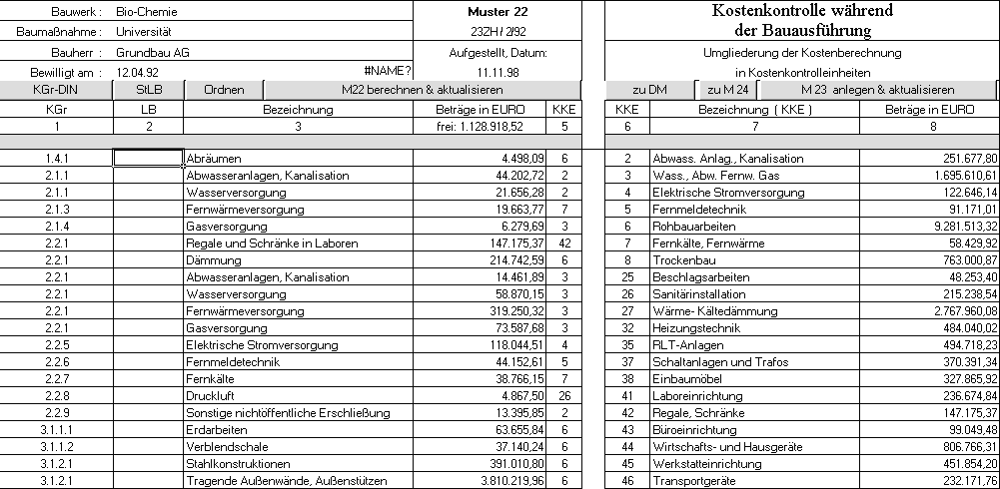 Bauwerk : Bio-Chemie Muster 22 Kostenkontrolle während
Baumaßnahme : Universität 23ZH / 2/92 der Bauausführung
Bauherr : Grundbau AG Aufgestellt, Datum: Umgliederung der Kostenberechnung
Bewilligt am : 12.04.92 #NAME? 11.11.98 in Kostenkontrolleinheiten
KGr-DIN StLB Ordnen M22 berechnen & aktualisieren zu DM zu M 24 M 23 anlegen & aktualisieren
KGr LB Bezeichnung Beträge in EURO KKE KKE Bezeichnung ( KKE ) Beträge in EURO
1 2 3 frei: 1.128.918,52 5 6 7 8
1.4.1 Abräumen 4.498,09 6 2 Abwass. Anlag., Kanalisation 251.677,80
2.1.1 Abwasseranlagen, Kanalisation 44.202,72 2 3 Wass., Abw. Fernw. Gas 1.695.610,61
2.1.1 Wasserversorgung 21.656,28 2 4 Elektrische Stromversorgung 122.646,14
2.1.3 Fernwärmeversorgung 19.663,77 7 5 Fernmeldetechnik 91.171,01
2.1.4 Gasversorgung 6.279,69 3 6 Rohbauarbeiten 9.281.513,32
2.2.1 Regale und Schränke in Laboren 147.175,37 42 7 Fernkälte, Fernwärme 58.429,92
2.2.1 Dämmung 214.742,59 6 8 Trockenbau 763.000,87
2.2.1 Abwasseranlagen, Kanalisation 14.461,89 3 25 Beschlagsarbeiten 48.253,40
2.2.1 Wasserversorgung 58.870,15 3 26 Sanitärinstallation 215.238,54
2.2.1 Fernwärmeversorgung 319.250,32 3 27 Wärme- Kältedämmung 2.767.960,08
2.2.1 Gasversorgung 73.587,68 3 32 Heizungstechnik 484.040,02
2.2.5 Elektrische Stromversorgung 118.044,51 4 35 RLT-Anlagen 494.718,23
2.2.6 Fernmeldetechnik 44.152,61 5 37 Schaltanlagen und Trafos 370.391,34
2.2.7 Fernkälte 38.766,15 7 38 Einbaumöbel 327.865,92
2.2.8 Druckluft 4.867,50 26 41 Laboreinrichtung 236.674,84
2.2.9 Sonstige nichtöffentliche Erschließung 13.395,85 2 42 Regale, Schränke 147.175,37
3.1.1.1 Erdarbeiten 63.655,84 6 43 Büroeinrichtung 99.049,48
3.1.1.2 Verblendschale 37.140,24 6 44 Wirtschafts- und Hausgeräte 806.766,31
3.1.2.1 Stahlkonstruktionen 391.010,80 6 45 Werkstatteinrichtung 451.854,20
3.1.2.1 Tragende Außenwände, Außenstützen 3.810.219,96 6 46 Transportgeräte 232.171,76